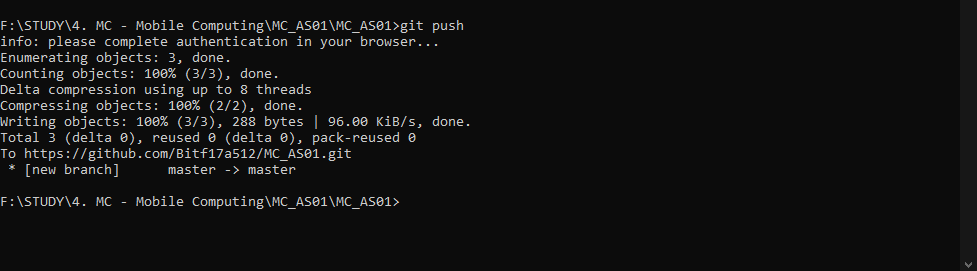 F:\STUDY\4. MC - Mobile Computing\MC_AS01\MC_AS01>git push
info: please complete authentication in your browser...
Enumerating objects: 3, done.
Counting objects: 100% (3/3), done.
Delta compression using up to 8 threads
Compressing objects: 100% (2/2), done.
Writing objects: 100% (3/3), 288 bytes | 96.00 KiB/s, done.
Total 3 (delta 0), reused 0 (delta 0), pack-reused 0
To https://github.com/Bitf17a512/MC_AS01.git
 * [new branch]      master -> master
F:\STUDY\4. MC - Mobile Computing\MC_AS01\MC_AS01>